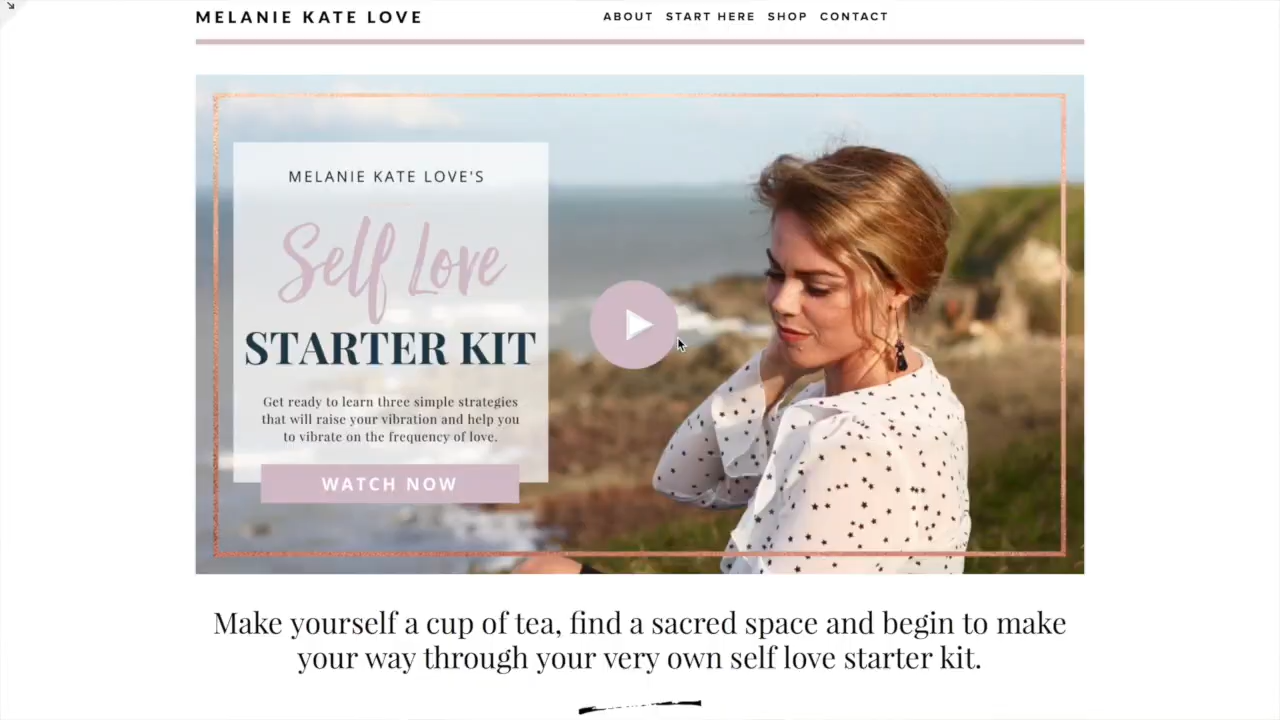 MELANIE KATE LOVE
ABOUT START HERE SHOP CONTACT
MELANIE KATE LOVE'S
Self Love
STARTER KIT
Get ready to learn three simple strategies
that will raise your vibration and help you
to vibrate on the frequency of love.
WATCH NOW
Make yourself a cup of tea, find a sacred space and begin to make
your way through your very own self love starter kit.